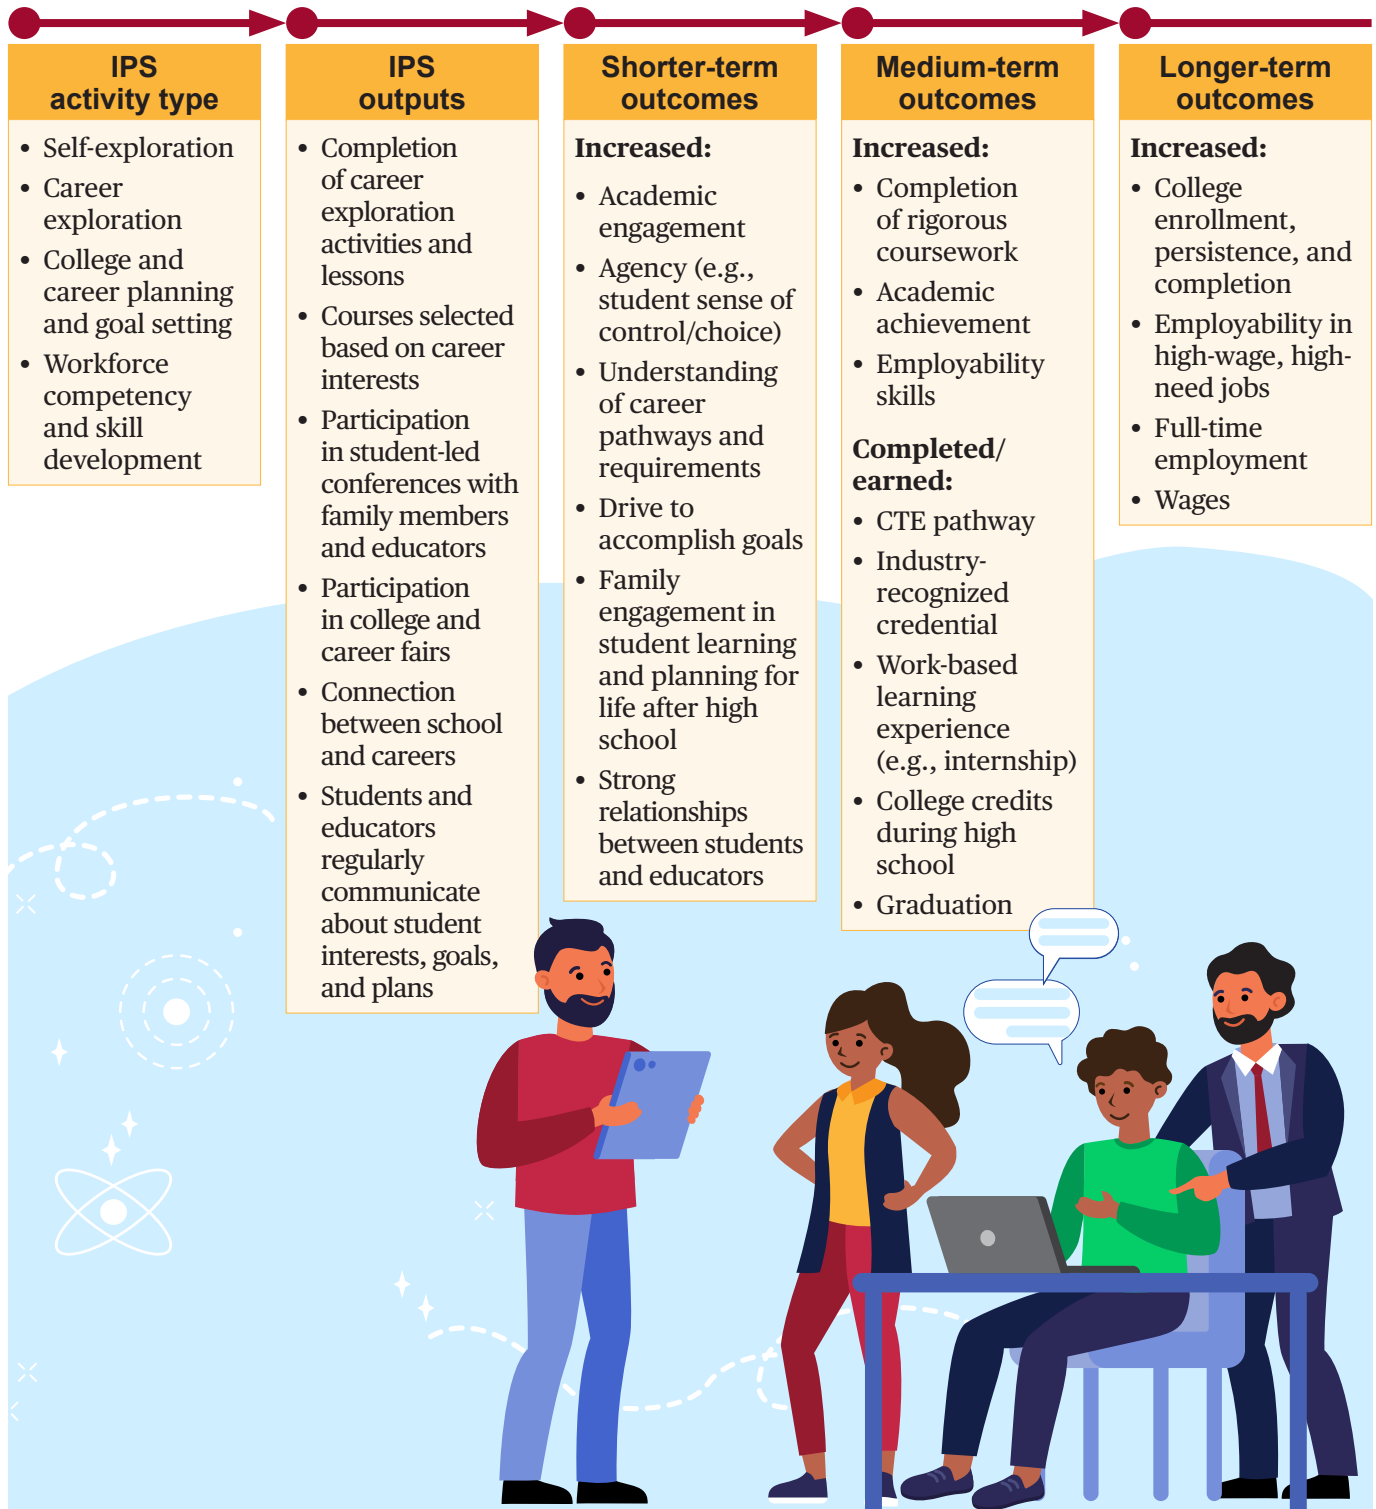 IPS
activity type
• Self-exploration
• Career
exploration
• College and
career planning
and goal setting
• Workforce
competency
and skill
development
IPS
outputs
• Completion
of career
exploration
activities and
lessons
• Courses selected
based on career
interests
• Participation
in student-led
conferences with
family members
and educators
• Participation
in college and
career fairs
• Connection
between school
and careers
• Students and
educators
regularly
communicate
about student
interests, goals,
and plans
Shorter-term
outcomes
Increased:
• Academic
engagement
• Agency (e.g.,
student sense of
control/choice)
• Understanding
of career
pathways and
requirements
• Drive to
accomplish goals
• Family
engagement in
student learning
and planning for
life after high
school
• Strong
relationships
between students
and educators
Medium-term
outcomes
Increased:
• Completion
of rigorous
coursework
• Academic
achievement
• Employability
skills
Completed/
earned:
• CTE pathway
• Industry-
recognized
credential
• Work-based
learning
experience
(e.g., internship)
• College credits
during high
school
• Graduation
Longer-term
outcomes
Increased:
• College
enrollment,
persistence, and
completion
• Employability in
high-wage, high-
need jobs
• Full-time
employment
• Wages